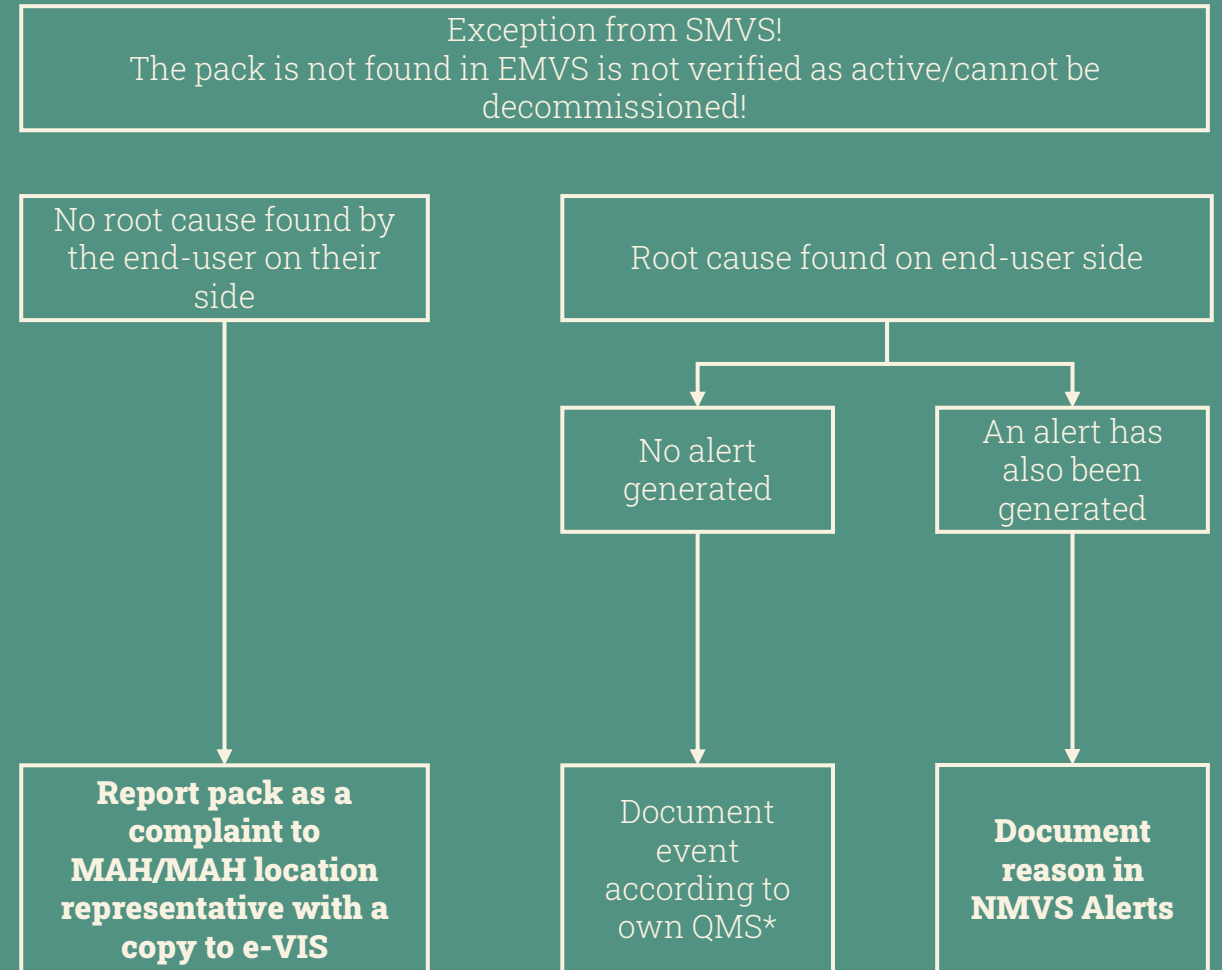 Exception from SMVS!
The pack is not found in EMVS is not verified as active/cannot be
decommissioned!
No root cause found by
the end-user on their
side
Root cause found on end-user side
No alert
generated
An alert has
also been
generated
Report pack as a
complaint to
MAH/MAH location
representative with a
copy to e-VIS
Document
event
according to
own QMS*
Document
reason in
NMVS Alerts